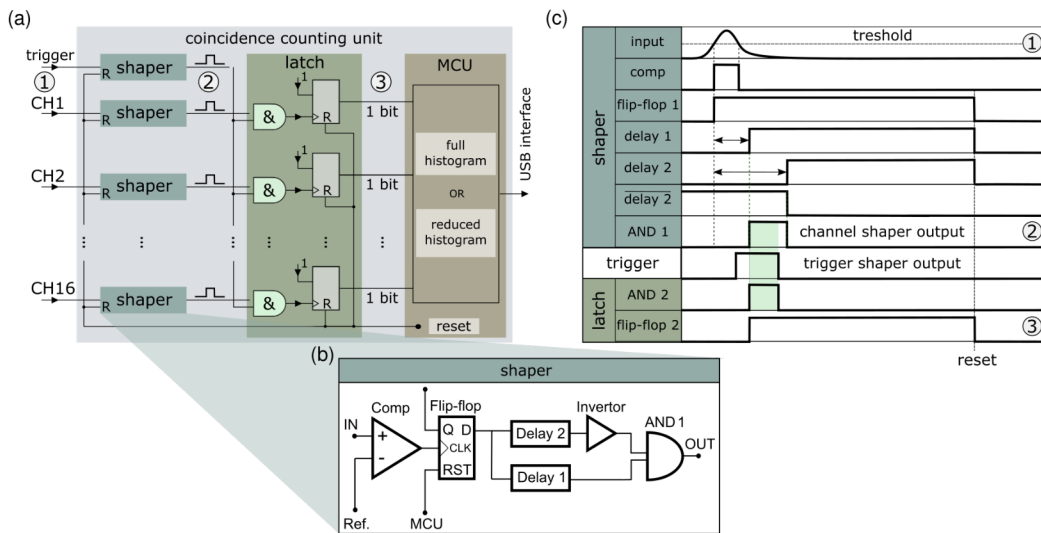 (a)
coincidence counting unit
trigger
1
R
shaper
2
latch
3
MCU
CH1
R
shaper
&
1
R
1 bit
CH2
R
shaper
&
1
R
1 bit
full
histogram
OR
reduced
histogram
USB interface
...
...
...
...
CH16
R
shaper
&
1
R
1 bit
reset
(b)
shaper
IN
Comp
+
-
Ref.
Flip-flop
Q D
CLK
RST
MCU
Delay 2
Invertor
Delay 1
AND 1
OUT
(c)
shaper
input
treshold
1
comp
flip-flop 1
delay 1
delay 2
delay 2
AND 1
channel shaper output
2
trigger
trigger shaper output
latch
AND 2
flip-flop 2
3
reset